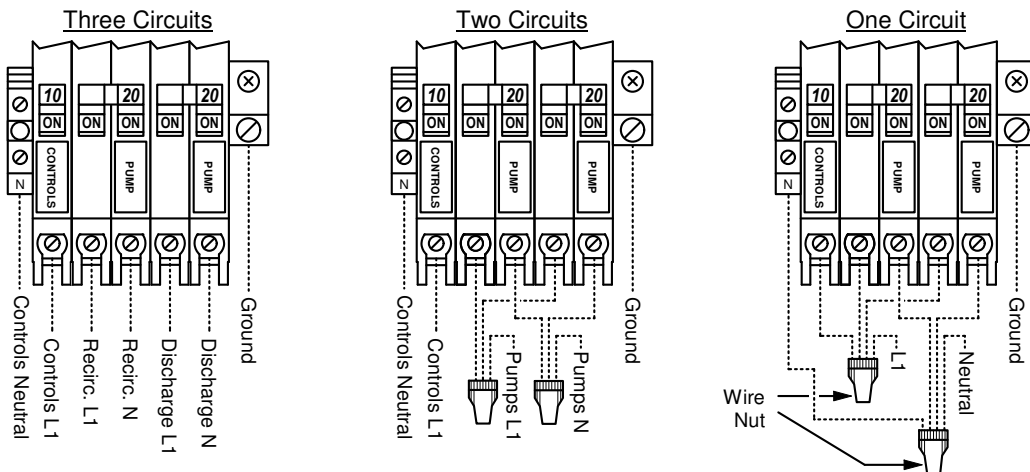 Three Circuits
10 20 20
ON ON ON ON ON
CONTROLS
PUMP
PUMP
N
Controls Neutral
Controls L1
Recirc. L1
Recirc. N
Discharge L1
Discharge N
Ground
Two Circuits
10 20 20
ON ON ON ON ON
CONTROLS
PUMP
PUMP
N
Controls Neutral
Controls L1
Pumps L1
Pumps N
Ground
One Circuit
10 20 20
ON ON ON ON ON
CONTROLS
PUMP
PUMP
N
L1
Neutral
Ground
Wire
Nut